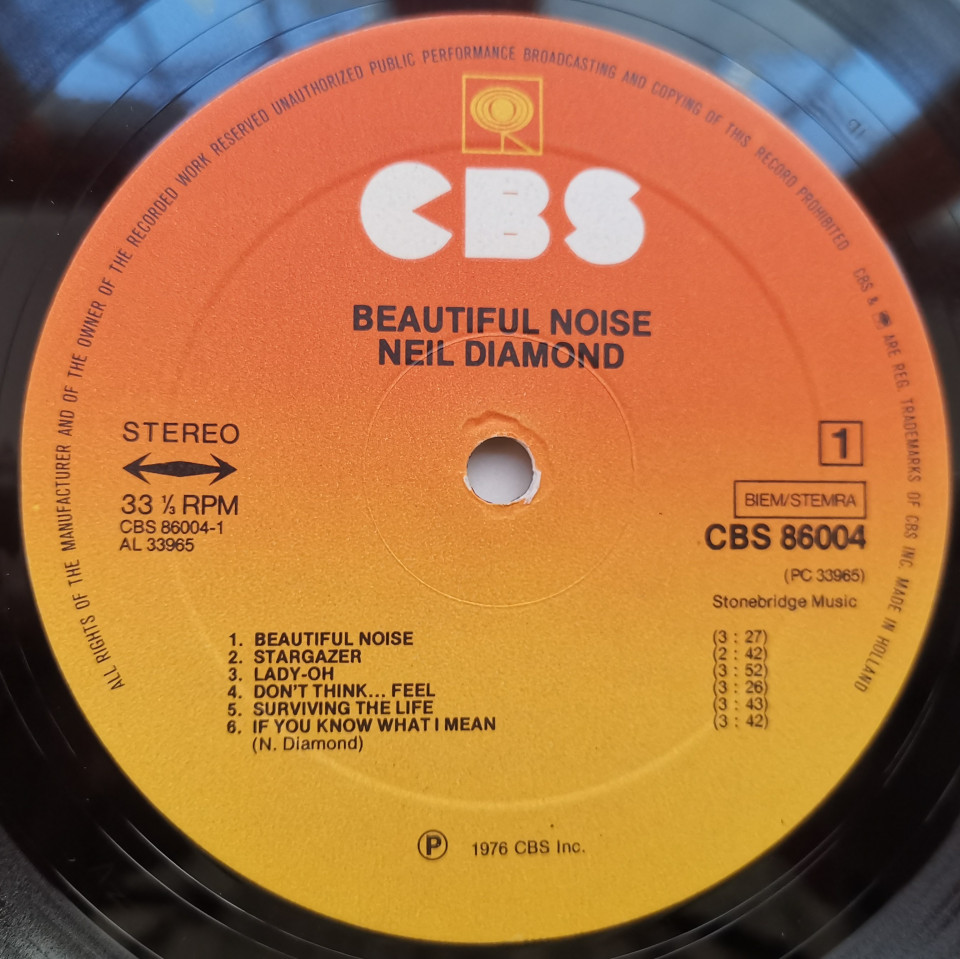 ALL RIGHTS OF THE MANUFACTURER AND OF THE OWNER OF THE RECORDED WORK RESERVED UNAUTHORIZED PUBLIC PERFORMANCE BROADCASTING AND COPYING OF THIS RECORD PROHIBITED
CBS & ARE REG. TRADEMARKS OF CBS INC. MADE IN HOLLAND
CBS
BEAUTIFUL NOISE
NEIL DIAMOND
STEREO
33 ⅓ RPM
CBS 86004-1
AL 33965
1
BIEM/STEMRA
CBS 86004
(PC 33965)
Stonebridge Music
1. BEAUTIFUL NOISE (3 : 27)
2. STARGAZER (2 : 42)
3. LADY-OH (3 : 52)
4. DON'T THINK... FEEL (3 : 26)
5. SURVIVING THE LIFE (3 : 43)
6. IF YOU KNOW WHAT I MEAN (3 : 42)
(N. Diamond)
Ⓟ 1976 CBS Inc.